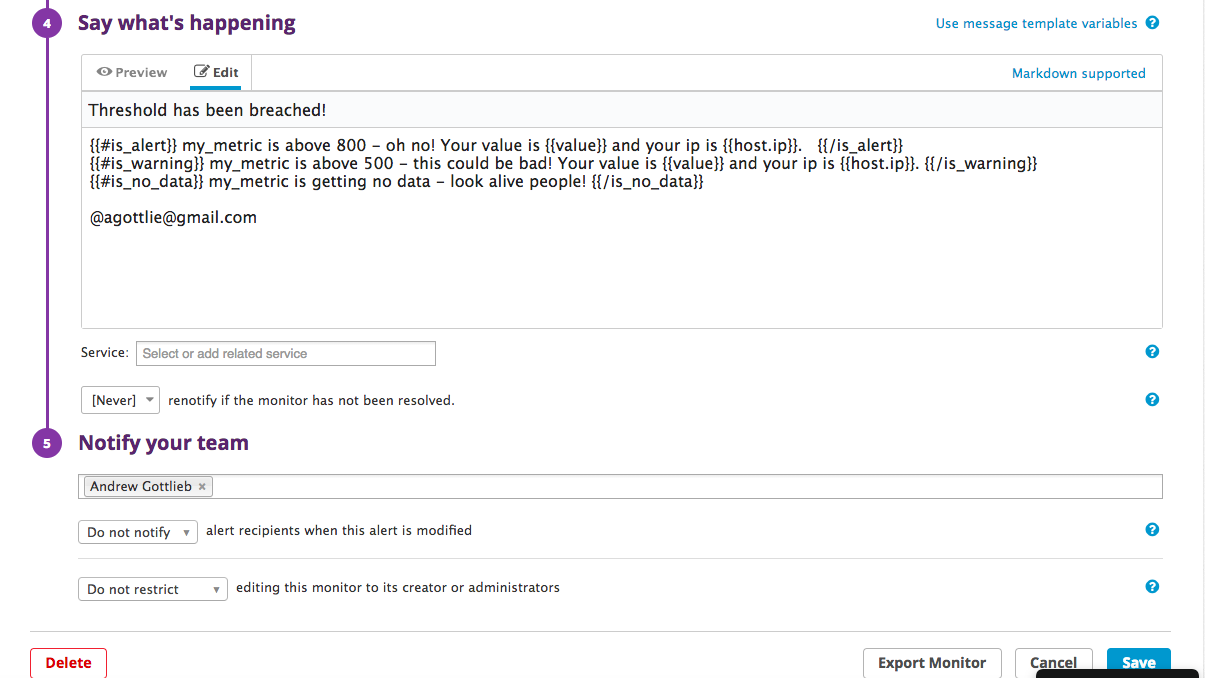 4 Say what's happening Use message template variables ?
Preview Edit Markdown supported
Threshold has been breached!
{{#is_alert}} my_metric is above 800 – oh no! Your value is {{value}} and your ip is {{host.ip}}. {{/is_alert}}
{{#is_warning}} my_metric is above 500 – this could be bad! Your value is {{value}} and your ip is {{host.ip}}. {{/is_warning}}
{{#is_no_data}} my_metric is getting no data – look alive people! {{/is_no_data}}
@agottlie@gmail.com
Service: Select or add related service ?
[Never] renotify if the monitor has not been resolved. ?
5 Notify your team
Andrew Gottlieb ×
Do not notify alert recipients when this alert is modified ?
Do not restrict editing this monitor to its creator or administrators ?
Delete Export Monitor Cancel Save